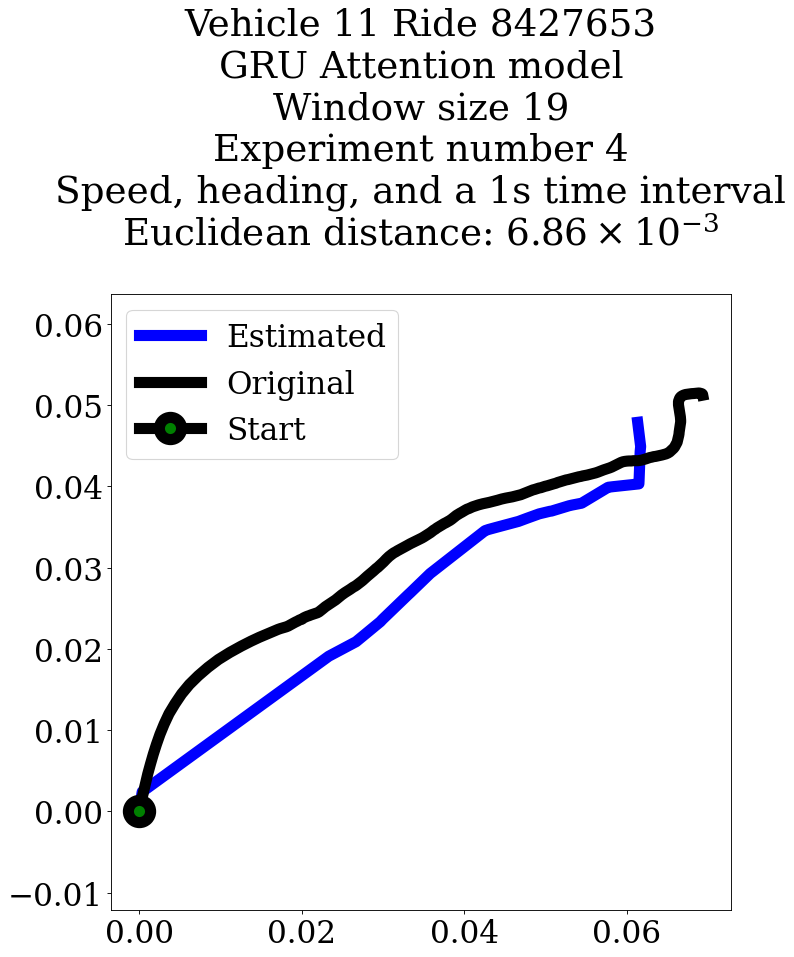 Vehicle 11 Ride 8427653
GRU Attention model
Window size 19
Experiment number 4
Speed, heading, and a 1s time interval
Euclidean distance: 6.86 × 10⁻³
Estimated
Original
Start
0.06
0.05
0.04
0.03
0.02
0.01
0.00
−0.01
0.00 0.02 0.04 0.06